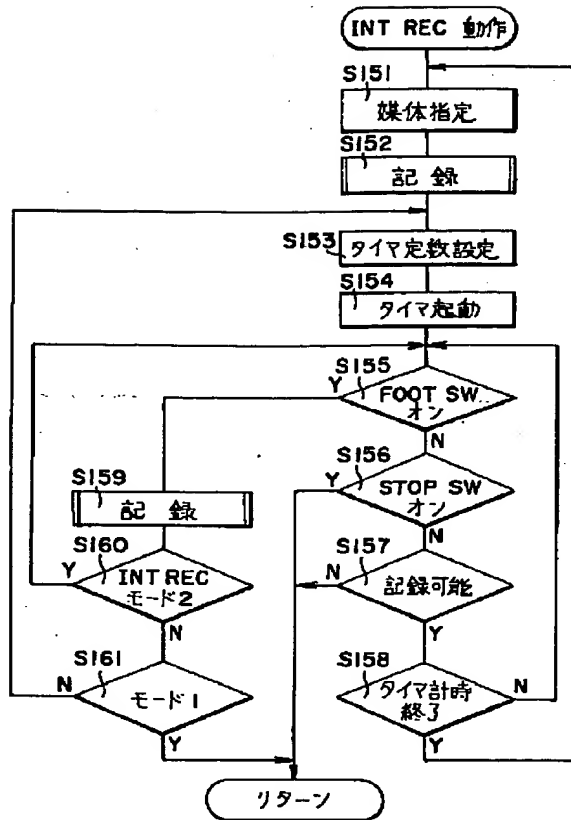 INT REC 動作
S151
媒体指定
S152
記録
S153
タイマ定数設定
S154
タイマ起動
S155
Y
FOOT SW
オン
N
S156
Y
STOP SW
オン
N
S157
N
記録可能
Y
S158
タイマ計時
終了
N
Y
S159
記録
S160
Y
INT REC
モード2
N
S161
N
モード1
Y
リターン